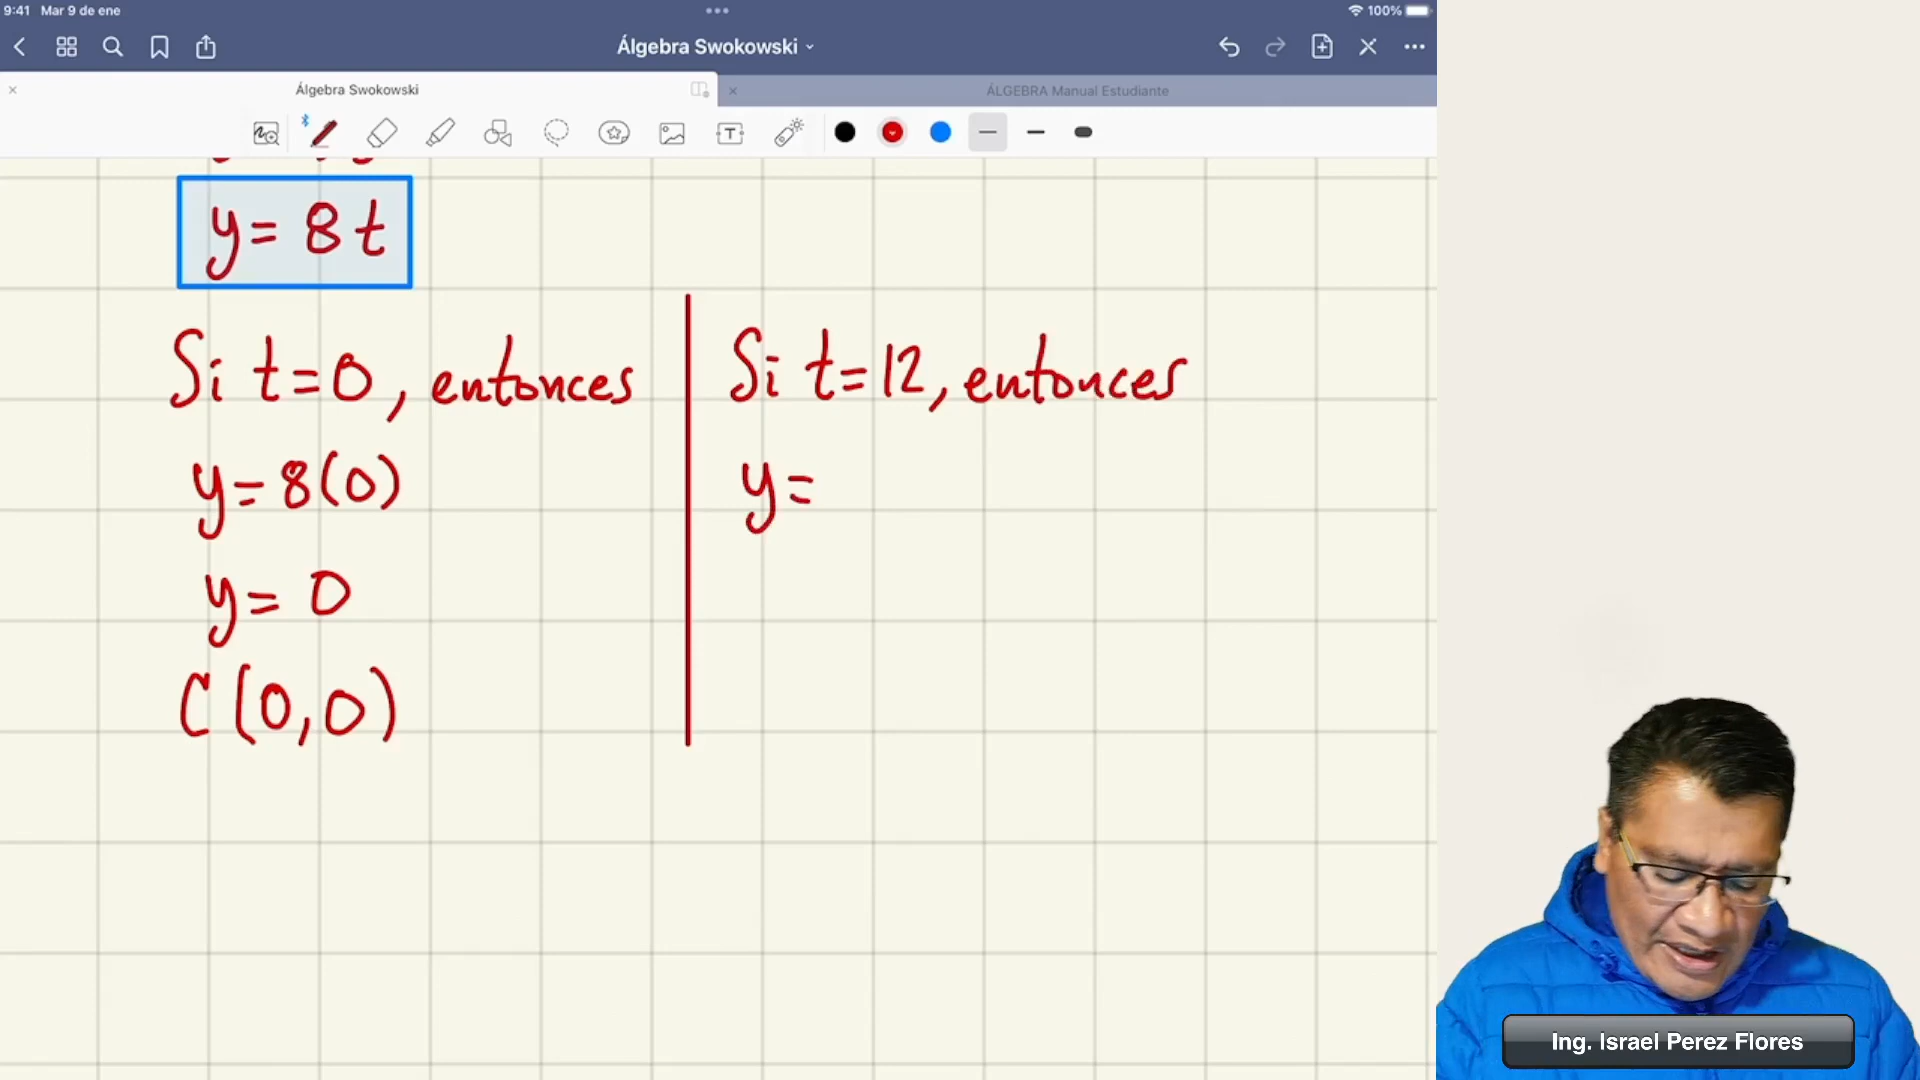 9:41 Mar 9 de ene
100%
Álgebra Swokowski
Álgebra Swokowski
ÁLGEBRA Manual Estudiante
y = 8t
Si t = 0, entonces
y = 8(0)
y = 0
C(0,0)
Si t = 12, entonces
y =
Ing. Israel Perez Flores